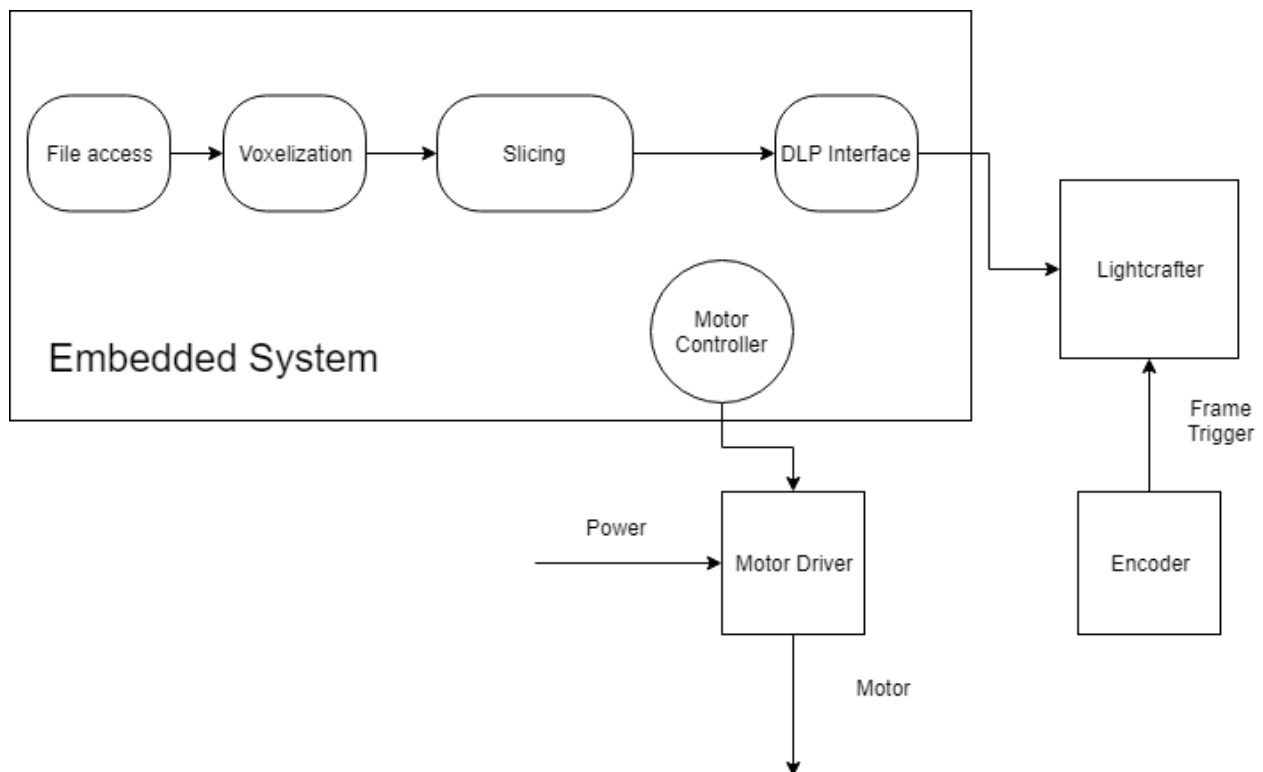 File access
Voxelization
Slicing
DLP Interface
Lightcrafter
Motor
Controller
Embedded System
Frame
Trigger
Power
Motor Driver
Encoder
Motor